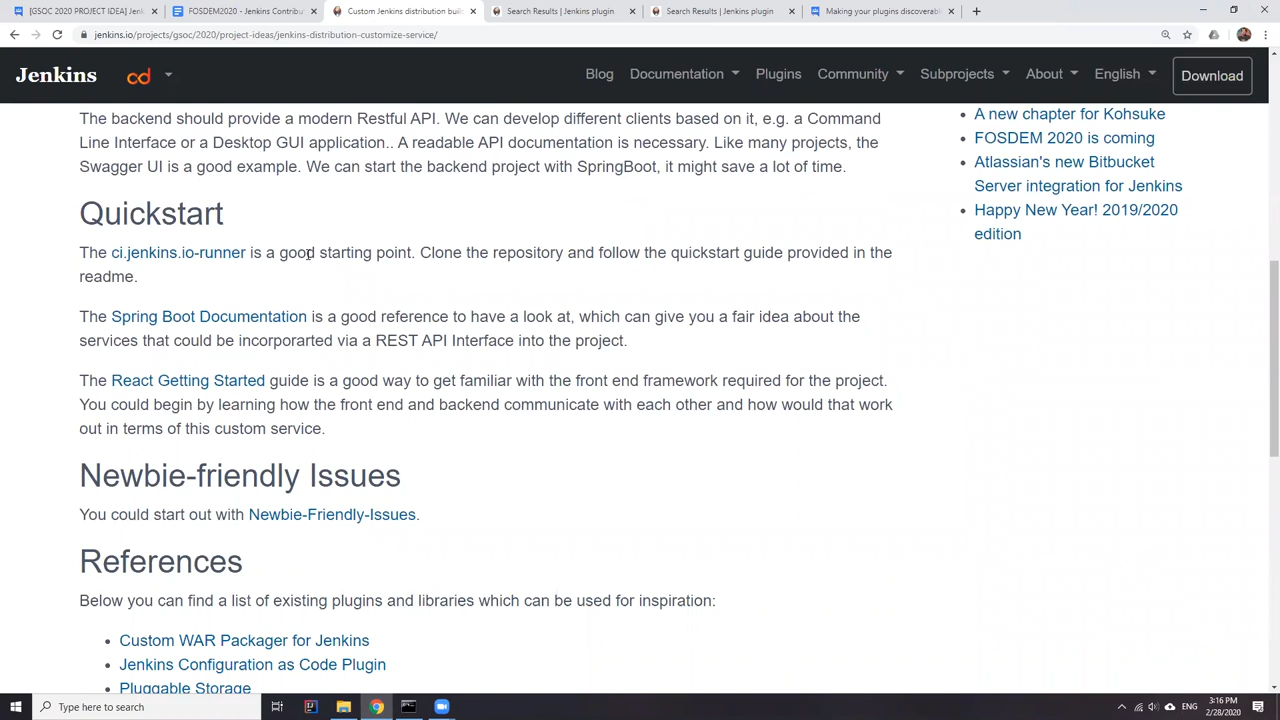 [GSOC 2020 PROJECT IDEA] Jenk
FOSDEM2020 - Jenkins Contribut
Custom Jenkins distribution buil
Search Results | Jenkins plugin
Search Results | Jenkins plugin
Making your plugins discoverabl
jenkins.io/projects/gsoc/2020/project-ideas/jenkins-distribution-customize-service/
Jenkins
cd
Blog
Documentation
Plugins
Community
Subprojects
About
English
Download
The backend should provide a modern Restful API. We can develop different clients based on it, e.g. a Command
Line Interface or a Desktop GUI application.. A readable API documentation is necessary. Like many projects, the
Swagger UI is a good example. We can start the backend project with SpringBoot, it might save a lot of time.
Quickstart
The ci.jenkins.io-runner is a good starting point. Clone the repository and follow the quickstart guide provided in the
readme.
The Spring Boot Documentation is a good reference to have a look at, which can give you a fair idea about the
services that could be incorporarted via a REST API Interface into the project.
The React Getting Started guide is a good way to get familiar with the front end framework required for the project.
You could begin by learning how the front end and backend communicate with each other and how would that work
out in terms of this custom service.
Newbie-friendly Issues
You could start out with Newbie-Friendly-Issues.
References
Below you can find a list of existing plugins and libraries which can be used for inspiration:
Custom WAR Packager for Jenkins
Jenkins Configuration as Code Plugin
Pluggable Storage
A new chapter for Kohsuke
FOSDEM 2020 is coming
Atlassian's new Bitbucket
Server integration for Jenkins
Happy New Year! 2019/2020
edition
Type here to search
ENG
3:16 PM
2/28/2020